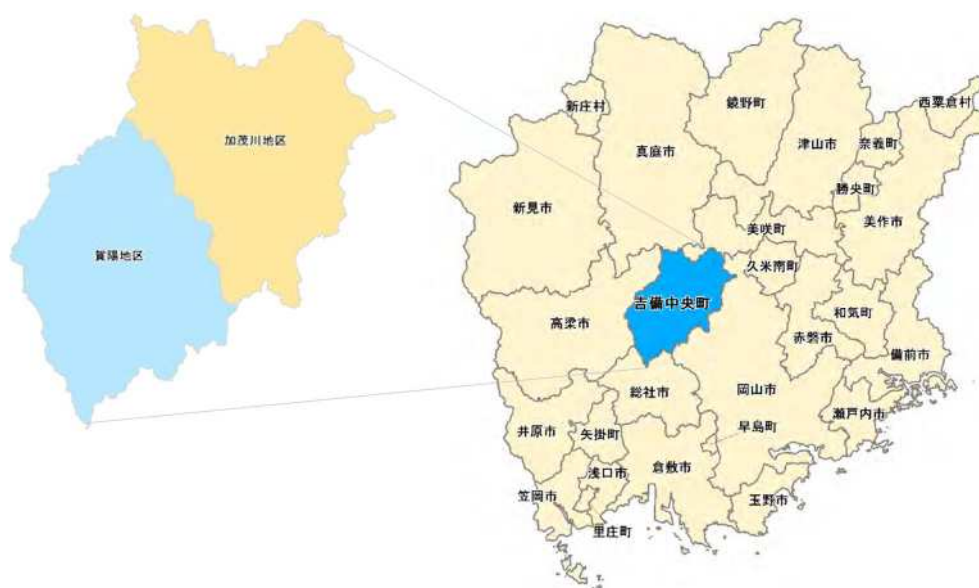 加茂川地区
賀陽地区
新庄村
鏡野町
西粟倉村
真庭市
津山市
奈義町
勝央町
新見市
美作市
美咲町
久米南町
吉備中央町
高梁市
和気町
赤磐市
備前市
総社市
岡山市
瀬戸内市
井原市
矢掛町
早島町
浅口市
倉敷市
笠岡市
玉野市
里庄町